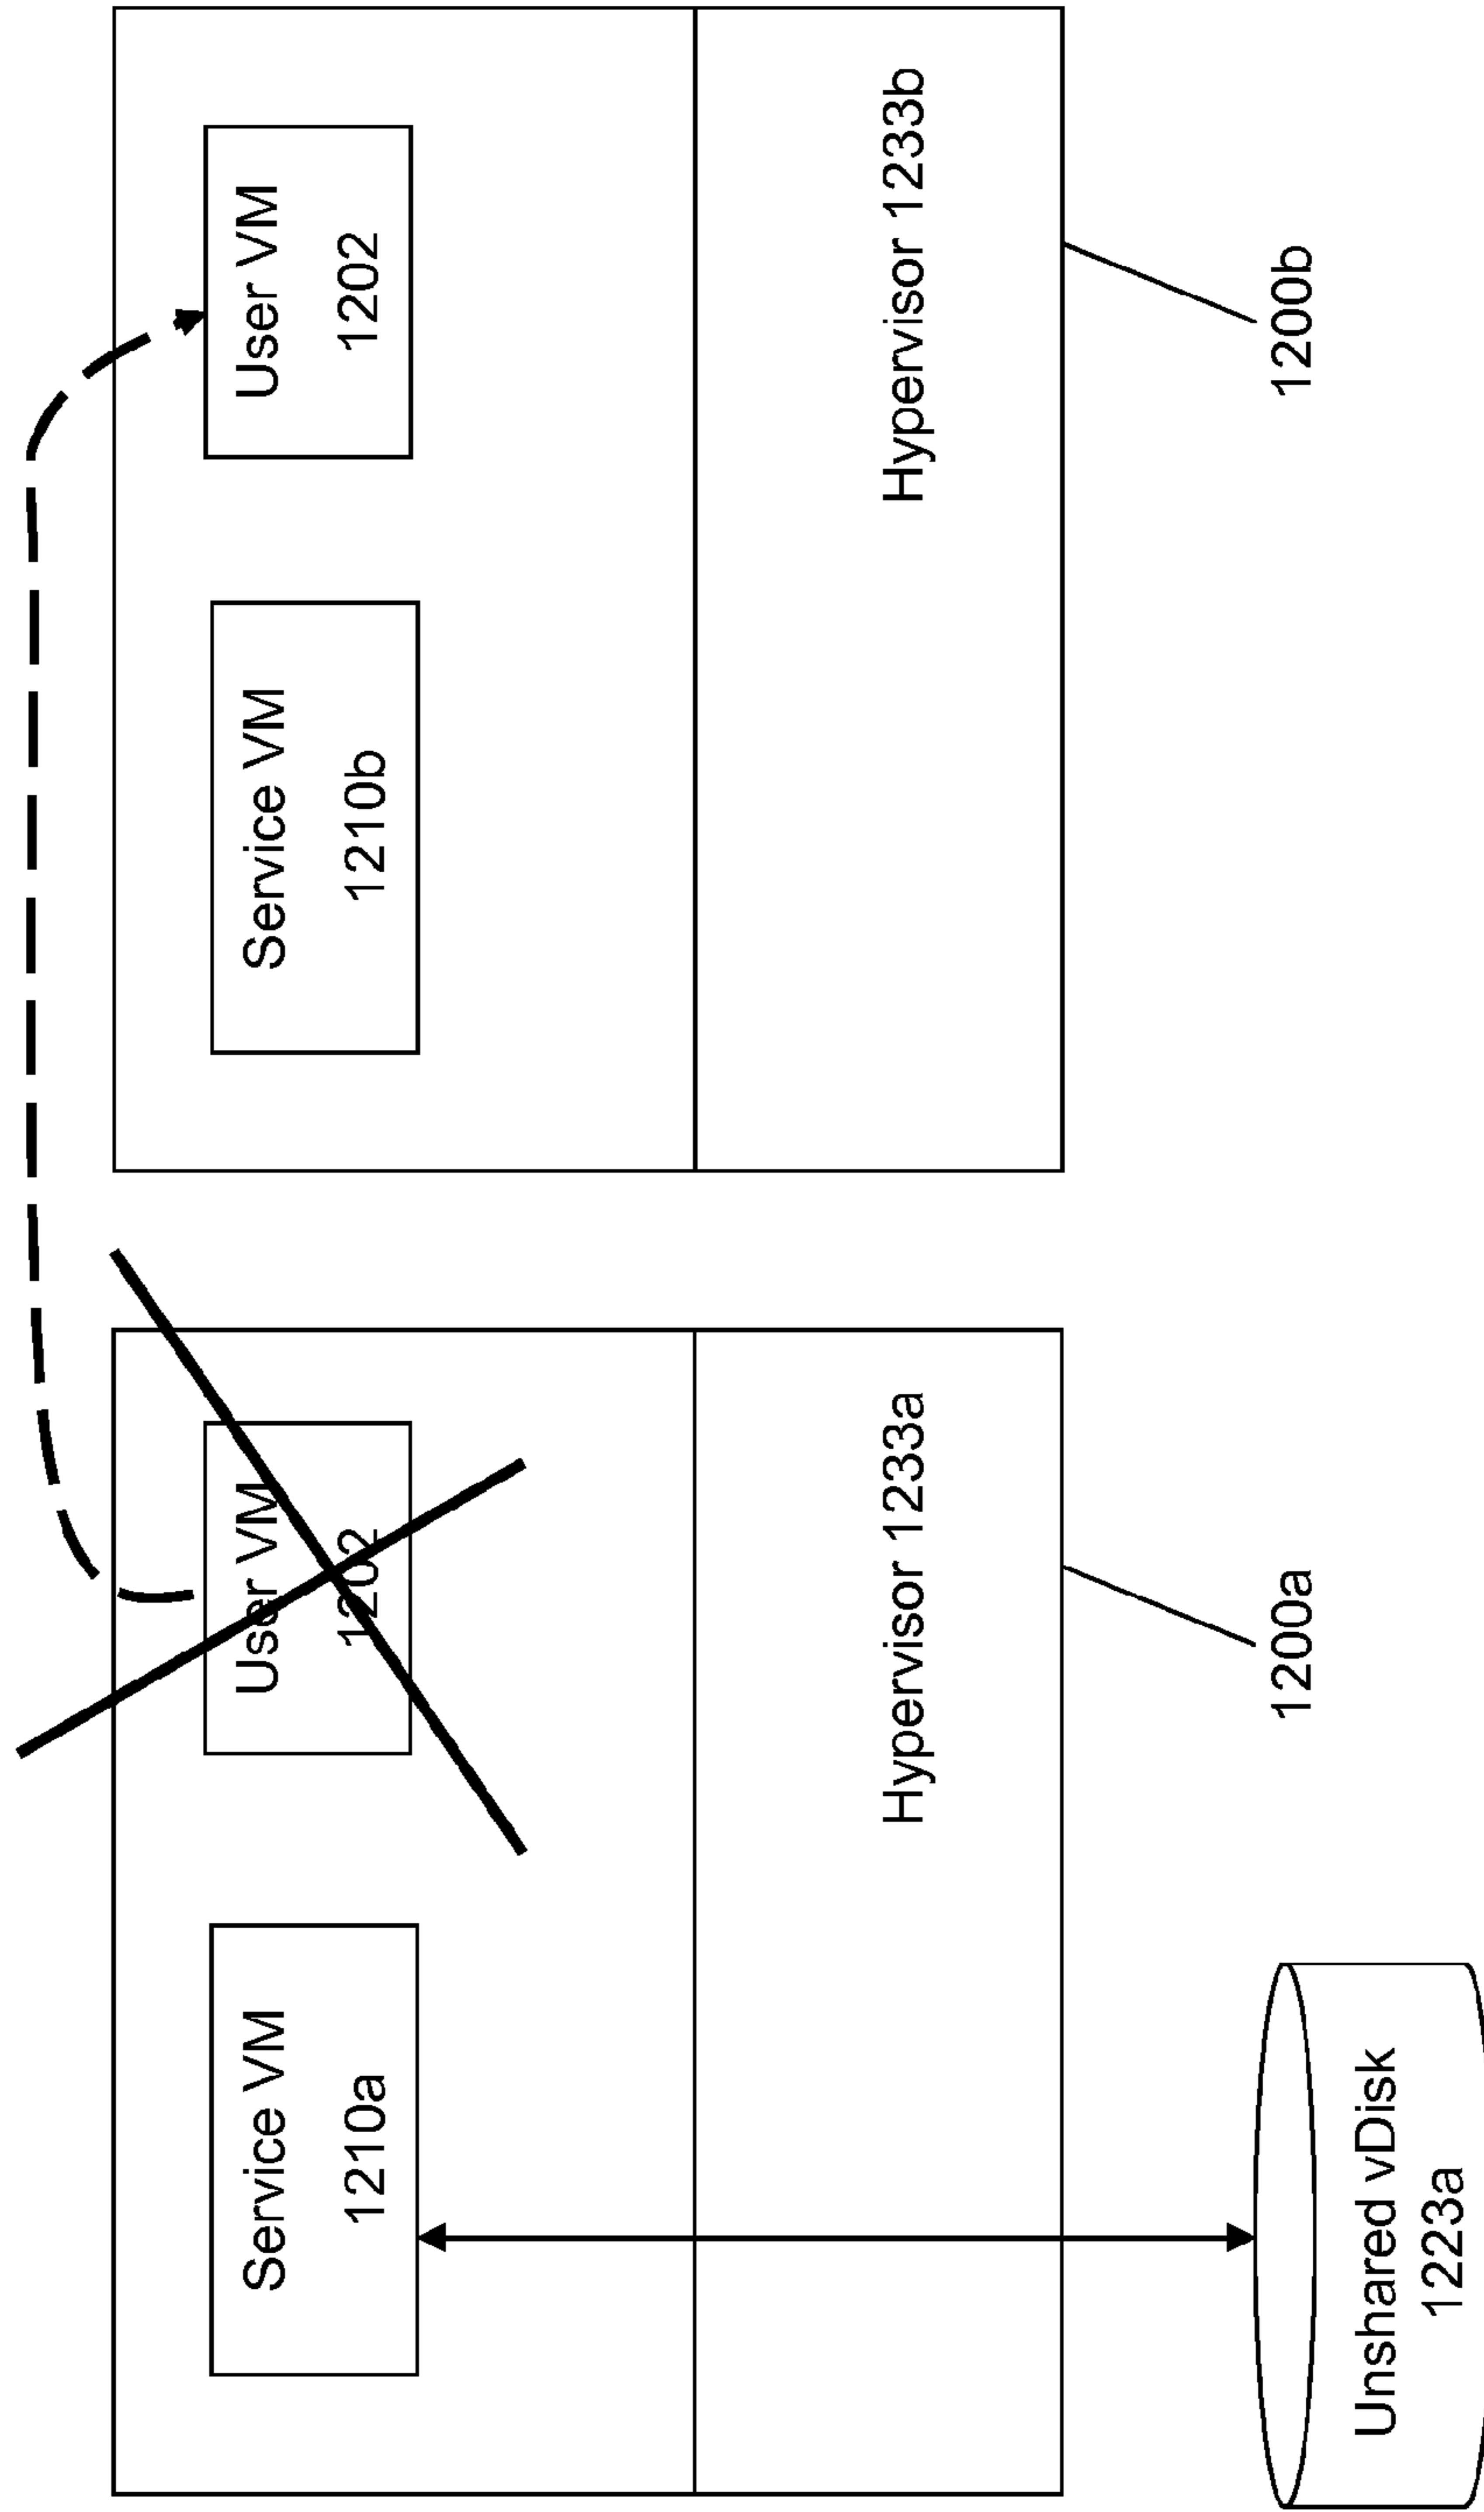 User VM
1202
Service VM
1210b
Hypervisor 1233b
1200b
User VM
1202
Service VM
1210a
Hypervisor 1233a
1200a
Unshared vDisk
1223a